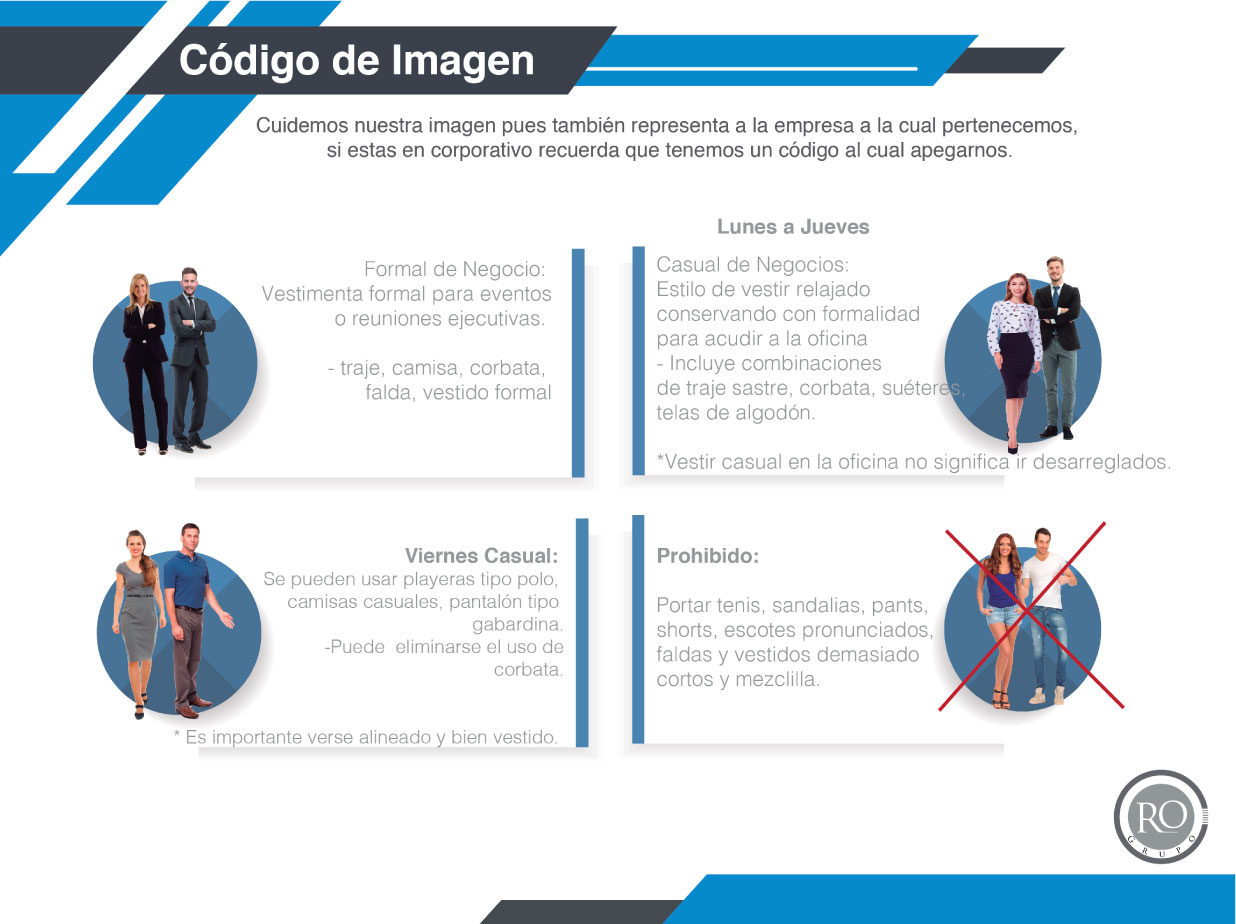 Código de Imagen
Cuidemos nuestra imagen pues también representa a la empresa a la cual pertenecemos,
si estas en corporativo recuerda que tenemos un código al cual apegarnos.
Formal de Negocio:
Vestimenta formal para eventos
o reuniones ejecutivas.
- traje, camisa, corbata,
falda, vestido formal
Lunes a Jueves
Casual de Negocios:
Estilo de vestir relajado
conservando con formalidad
para acudir a la oficina
- Incluye combinaciones
de traje sastre, corbata, suéteres,
telas de algodón.
*Vestir casual en la oficina no significa ir desarreglados.
Viernes Casual:
Se pueden usar playeras tipo polo,
camisas casuales, pantalón tipo
gabardina.
-Puede  eliminarse el uso de
corbata.
* Es importante verse alineado y bien vestido.
Prohibido:
Portar tenis, sandalias, pants,
shorts, escotes pronunciados,
faldas y vestidos demasiado
cortos y mezclilla.
RO
GRUPO